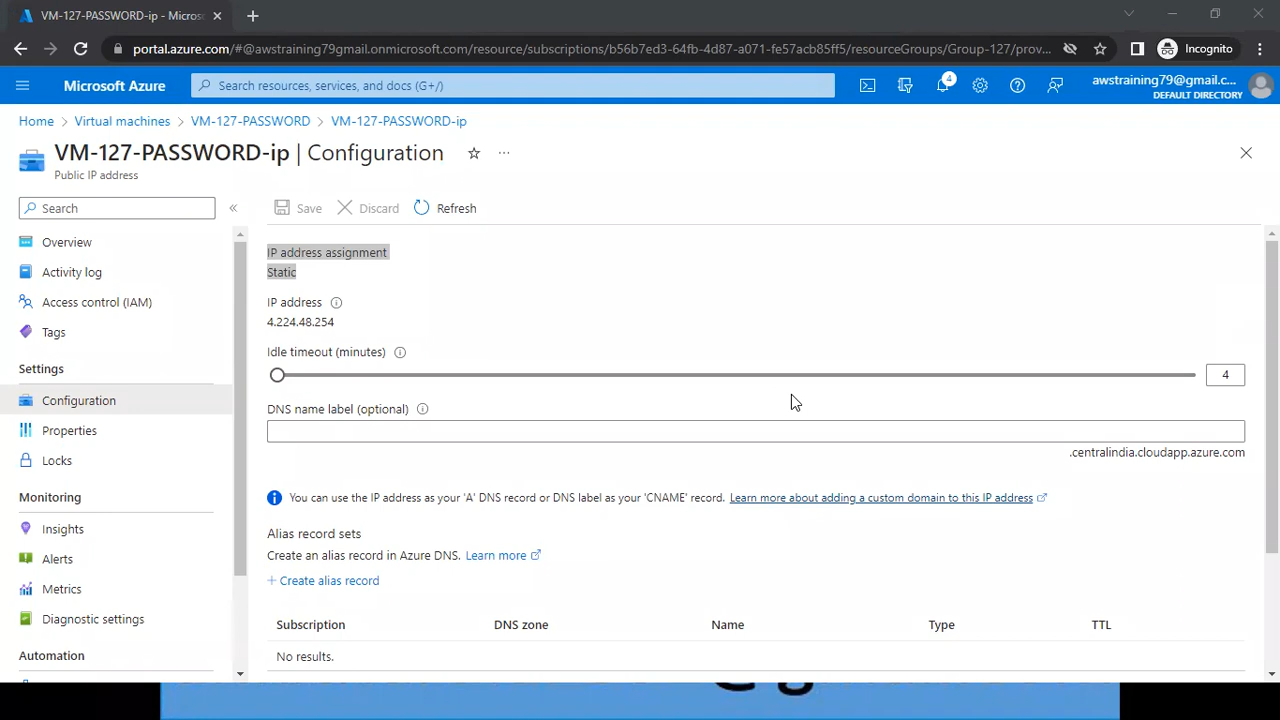 VM-127-PASSWORD-ip - Micros
portal.azure.com/#@awstraining79gmail.onmicrosoft.com/resource/subscriptions/b56b7ed3-64fb-4d87-a071-fe57acb85ff5/resourceGroups/Group-127/prov...
Incognito
Microsoft Azure
Search resources, services, and docs (G+/)
4
awstraining79@gmail.c...
DEFAULT DIRECTORY
Home > Virtual machines > VM-127-PASSWORD > VM-127-PASSWORD-ip
VM-127-PASSWORD-ip | Configuration
Public IP address
Search
Save
Discard
Refresh
Overview
Activity log
Access control (IAM)
Tags
Settings
Configuration
Properties
Locks
Monitoring
Insights
Alerts
Metrics
Diagnostic settings
Automation
IP address assignment
Static
IP address
4.224.48.254
Idle timeout (minutes)
4
DNS name label (optional)
.centralindia.cloudapp.azure.com
You can use the IP address as your 'A' DNS record or DNS label as your 'CNAME' record. Learn more about adding a custom domain to this IP address
Alias record sets
Create an alias record in Azure DNS. Learn more
+ Create alias record
Subscription DNS zone Name Type TTL
No results.